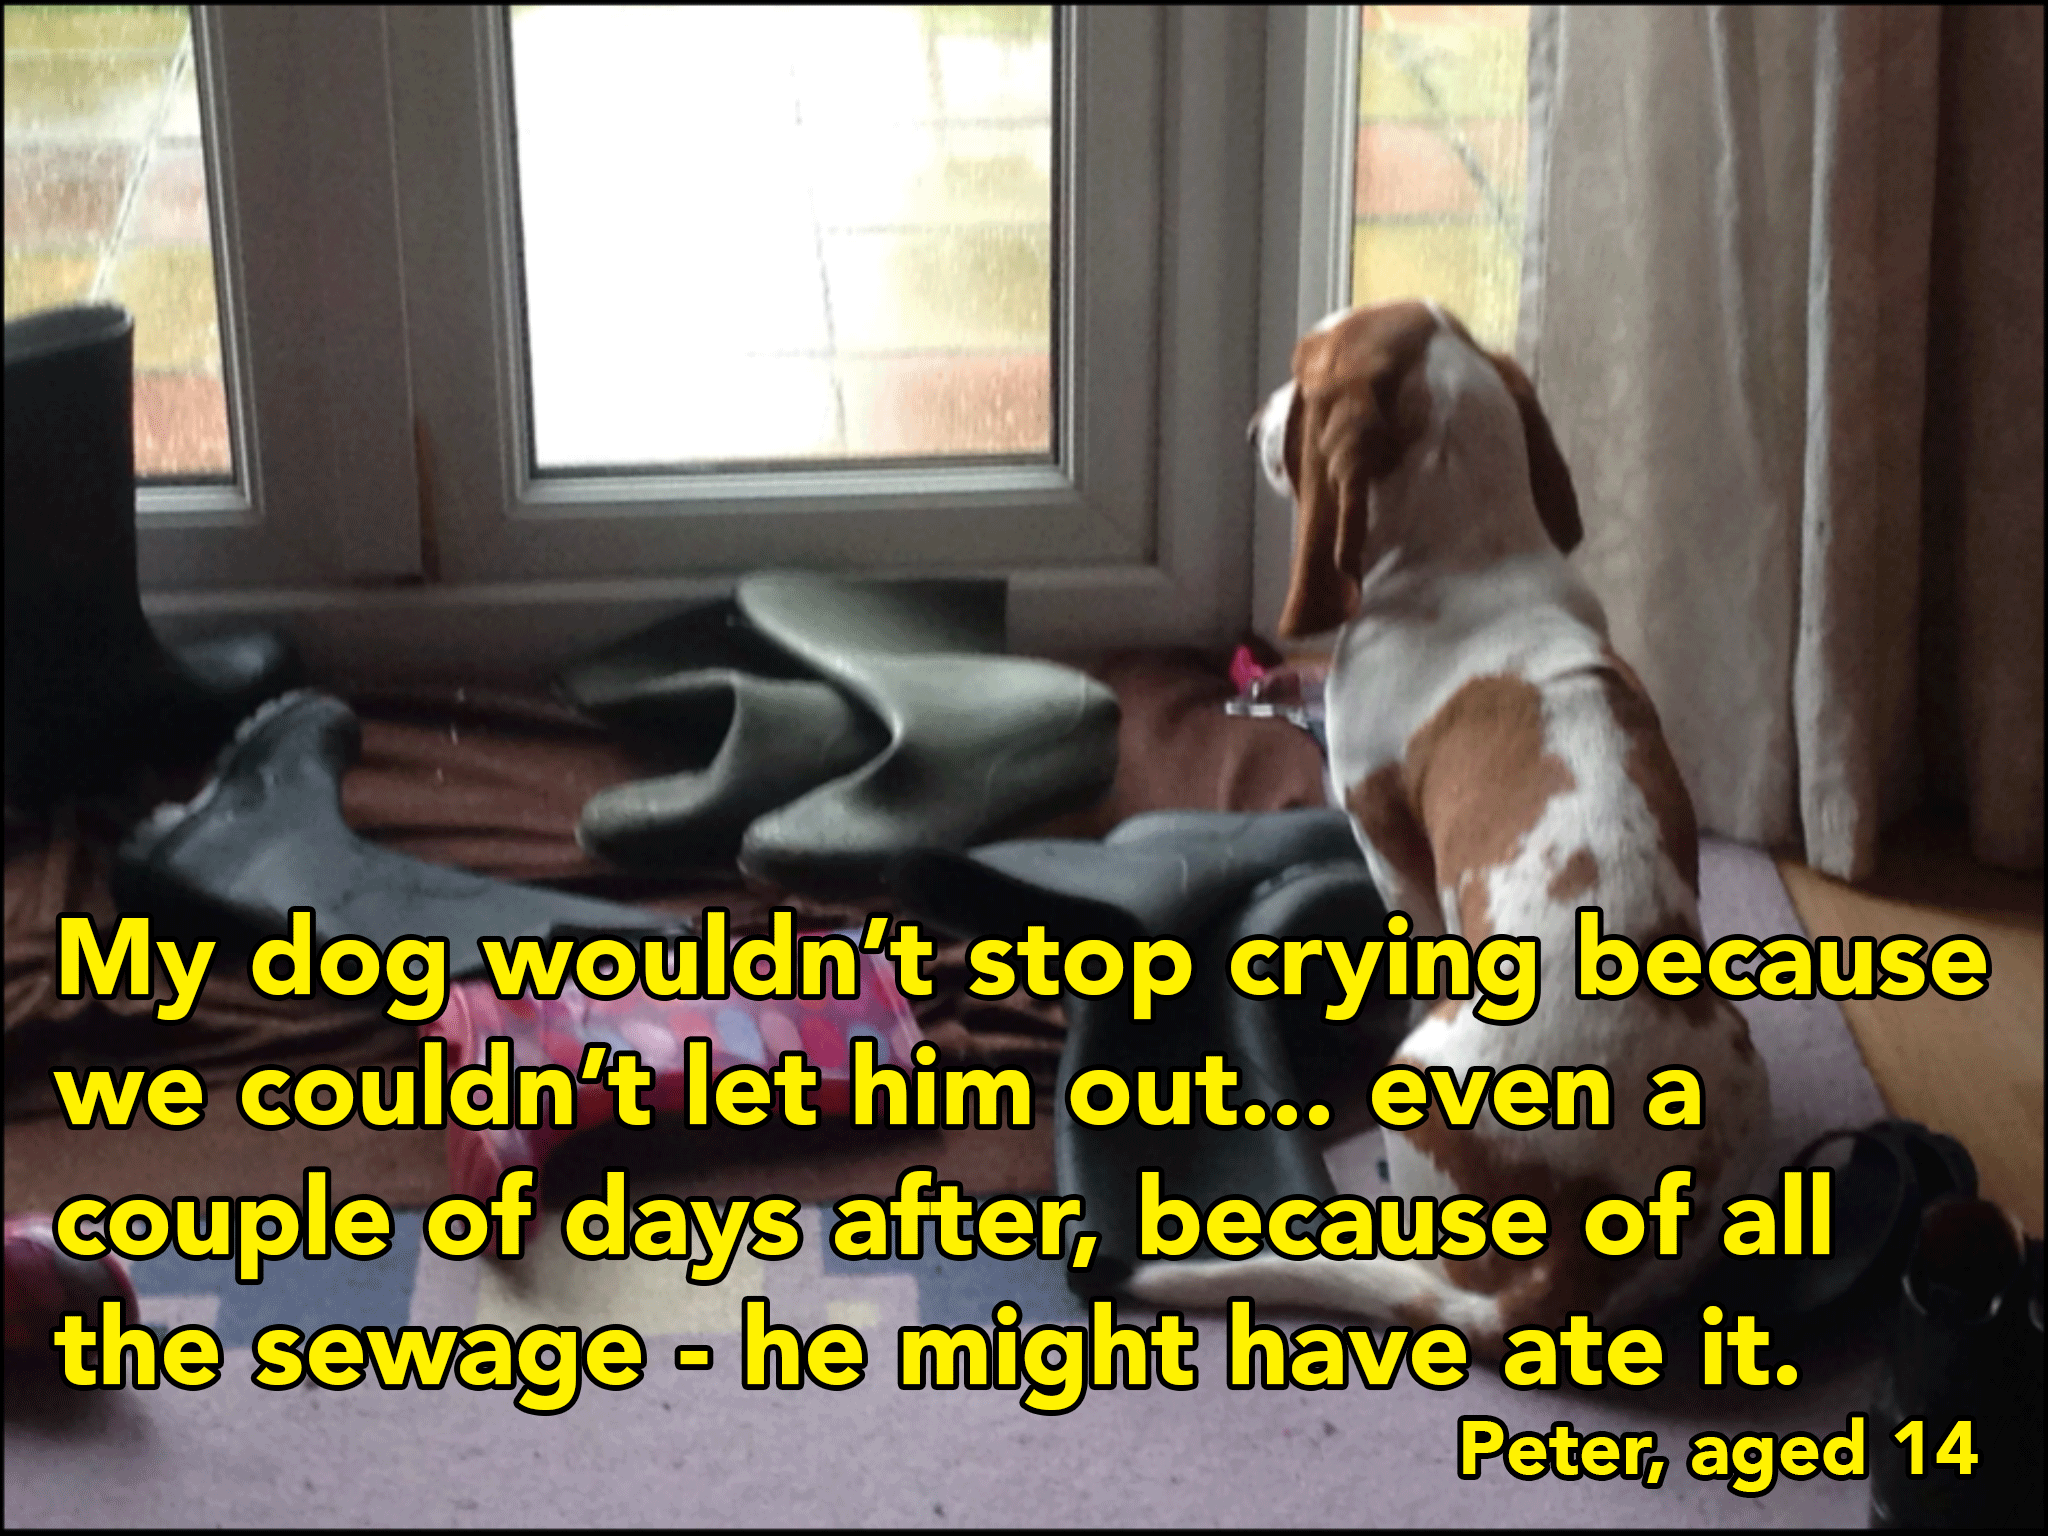 My dog wouldn’t stop crying because
we couldn’t let him out... even a
couple of days after, because of all
the sewage - he might have ate it.
Peter, aged 14